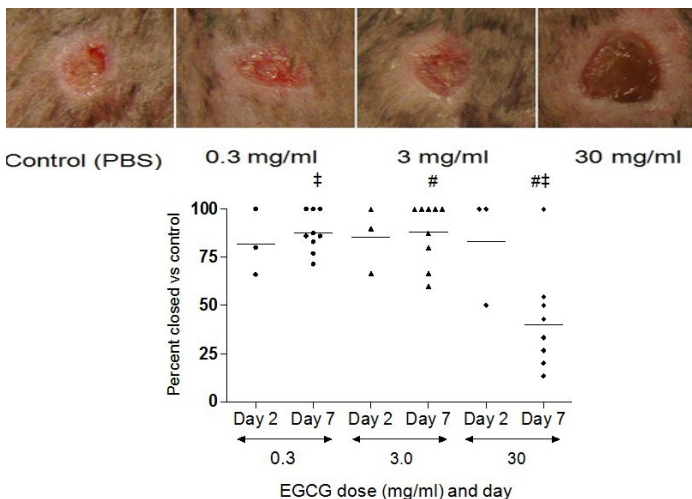 Control (PBS) 0.3 mg/ml 3 mg/ml 30 mg/ml
‡ # #‡
100
75
50
25
0
Percent closed vs control
Day 2 Day 7 Day 2 Day 7 Day 2 Day 7
0.3 3.0 30
EGCG dose (mg/ml) and day